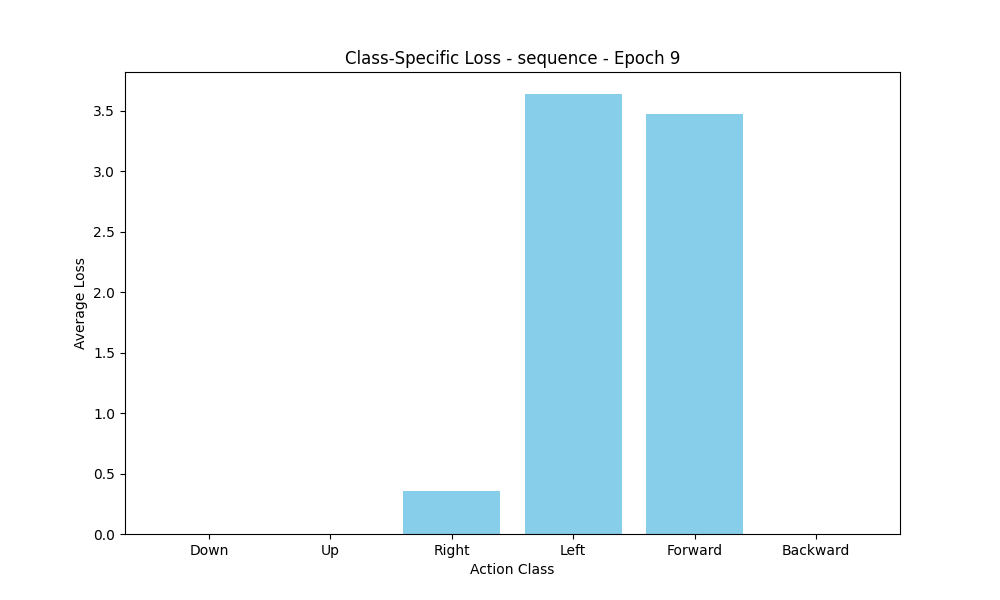 Class-Specific Loss - sequence - Epoch 9
Average Loss
3.5
3.0
2.5
2.0
1.5
1.0
0.5
0.0
Down Up Right Left Forward Backward
Action Class